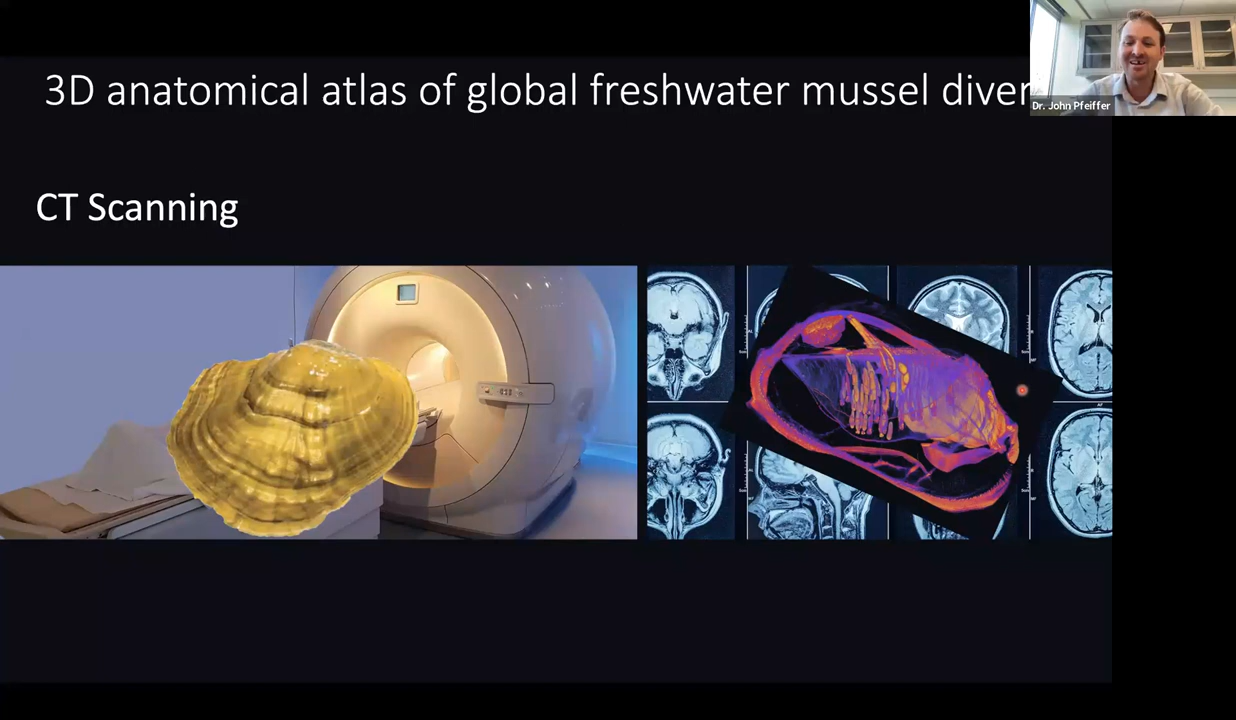 3D anatomical atlas of global freshwater mussel diver
Dr. John Pfeiffer
CT Scanning